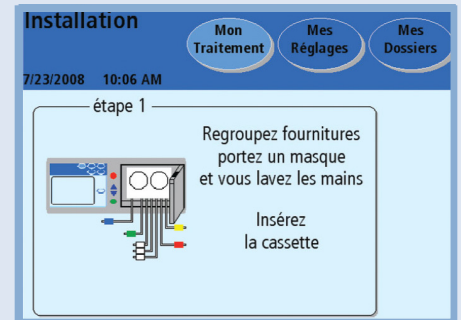 Installation
Mon
Traitement
Mes
Réglages
Mes
Dossiers
7/23/2008 10:06 AM
étape 1
Regroupez fournitures
portez un masque
et vous lavez les mains
Insérez
la cassette